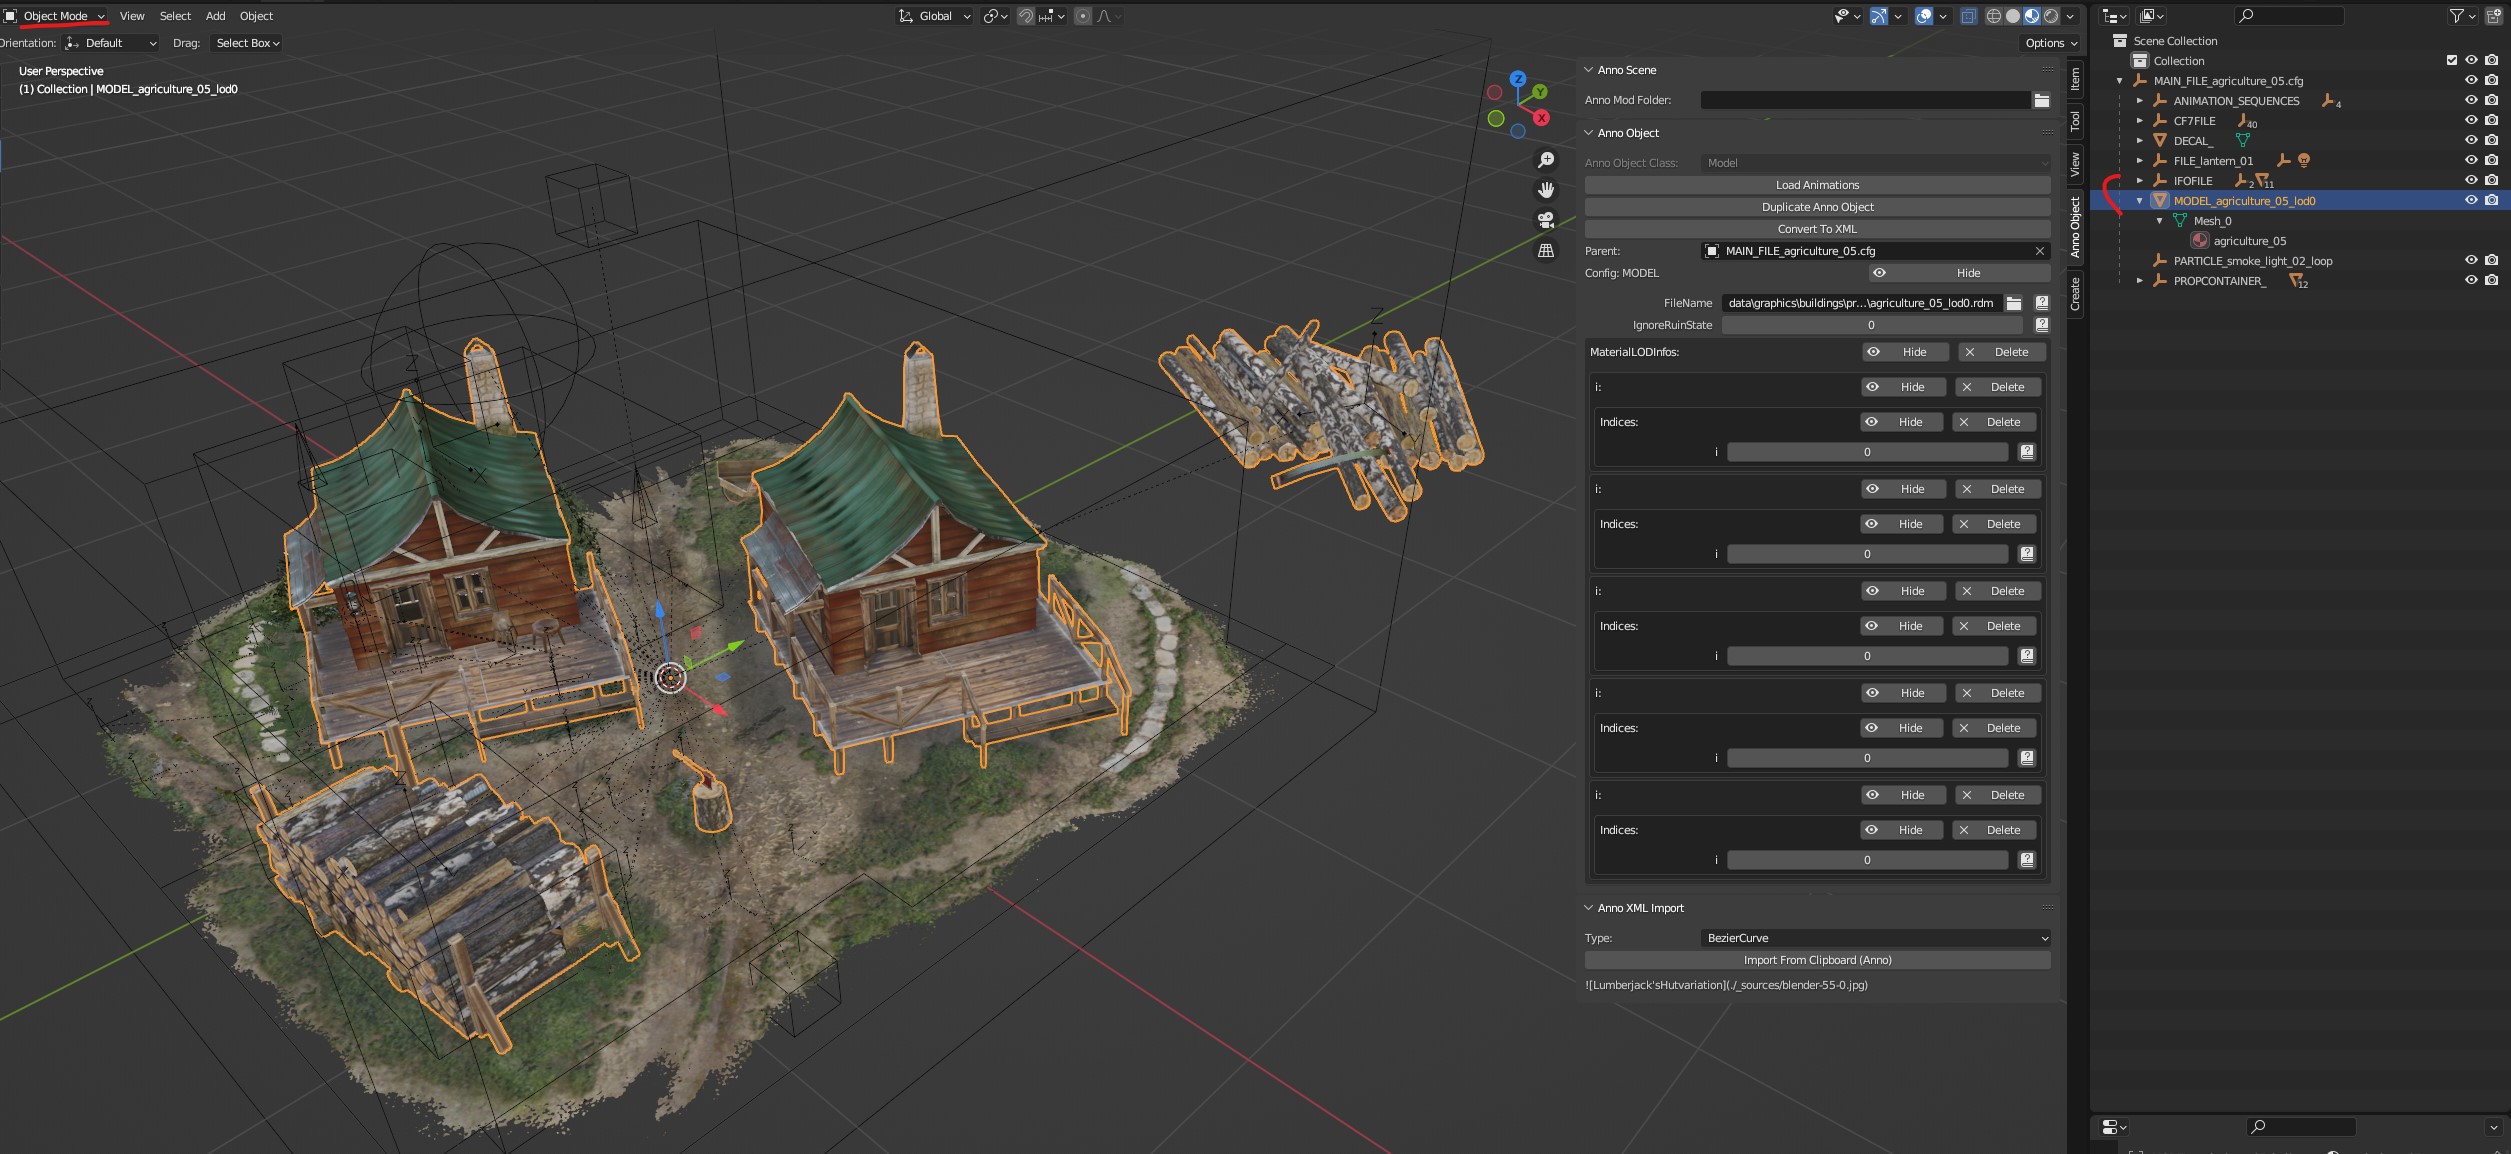 Object Mode View Select Add Object Global
Orientation: Default Drag: Select Box Options
User Perspective
(1) Collection | MODEL_agriculture_05_lod0
Z
Y
X
Item
Tool
View
Anno Object
Create
Anno Scene
Anno Mod Folder:
Anno Object
Anno Object Class: Model
Load Animations
Duplicate Anno Object
Convert To XML
Parent: MAIN_FILE_agriculture_05.cfg
Config: MODEL Hide
FileName data\graphics\buildings\pr...\agriculture_05_lod0.rdm
IgnoreRuinState 0
MaterialLODInfos: Hide Delete
i: Hide Delete
Indices: Hide Delete
i 0
i: Hide Delete
Indices: Hide Delete
i 0
i: Hide Delete
Indices: Hide Delete
i 0
i: Hide Delete
Indices: Hide Delete
i 0
i: Hide Delete
Indices: Hide Delete
i 0
Anno XML Import
Type: BezierCurve
Import From Clipboard (Anno)
![Lumberjack'sHutvariation](./_sources/blender-55-0.jpg)
Scene Collection
Collection
MAIN_FILE_agriculture_05.cfg
ANIMATION_SEQUENCES 4
CF7FILE 40
DECAL_
FILE_lantern_01
IFOFILE 2 11
MODEL_agriculture_05_lod0
Mesh_0
agriculture_05
PARTICLE_smoke_light_02_loop
PROPCONTAINER_ 12